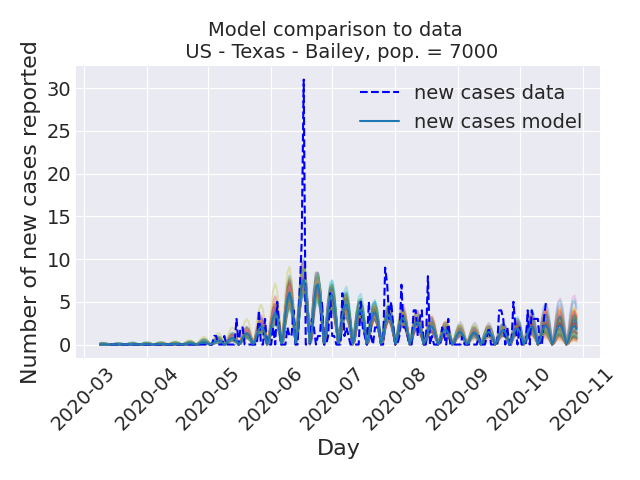 Model comparison to data
US - Texas - Bailey, pop. = 7000
Number of new cases reported
30
25
20
15
10
5
0
new cases data
new cases model
2020-03
2020-04
2020-05
2020-06
2020-07
2020-08
2020-09
2020-10
2020-11
Day